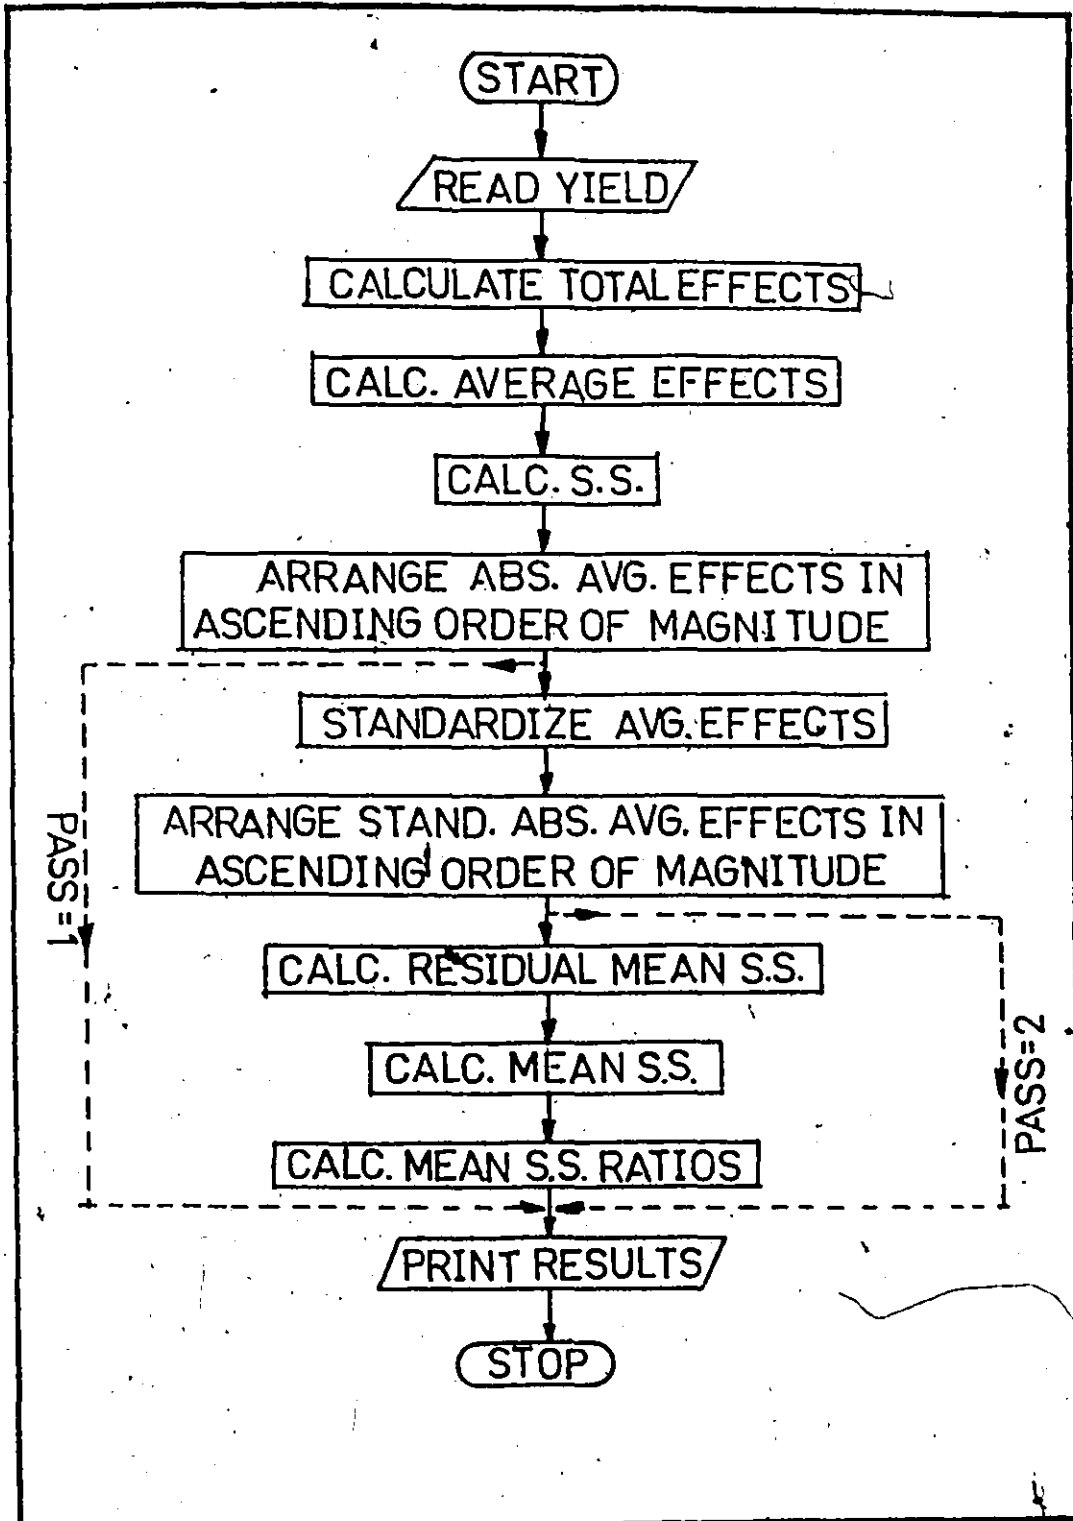 START
READ YIELD
CALCULATE TOTAL EFFECTS
CALC. AVERAGE EFFECTS
CALC. S.S.
ARRANGE ABS. AVG. EFFECTS IN
ASCENDING ORDER OF MAGNITUDE
STANDARDIZE AVG. EFFECTS
ARRANGE STAND. ABS. AVG. EFFECTS IN
ASCENDING ORDER OF MAGNITUDE
PASS=1
CALC. RESIDUAL MEAN S.S.
CALC. MEAN S.S.
PASS=2
CALC. MEAN S.S. RATIOS
PRINT RESULTS
STOP